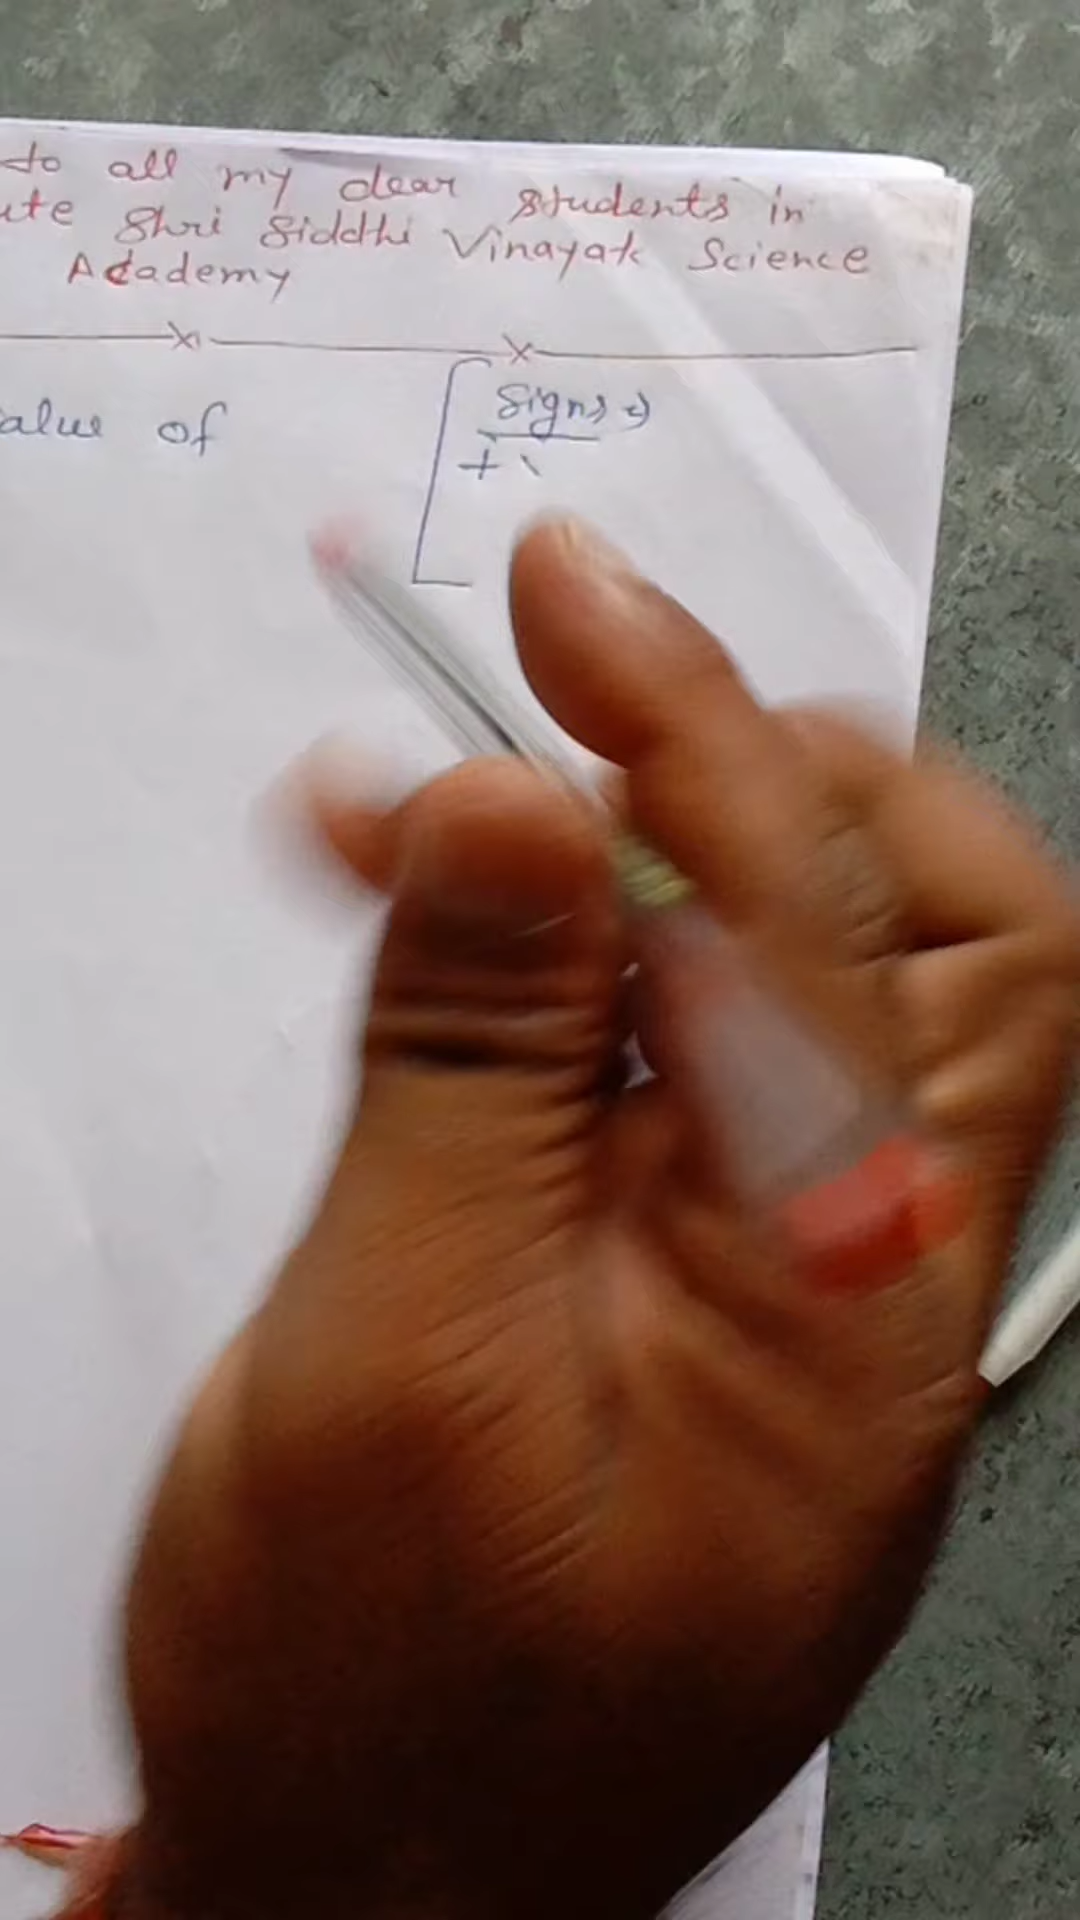 to all my dear students in
ute Shri Siddhi Vinayak Science
Academy
alue of
Signs →
+ \